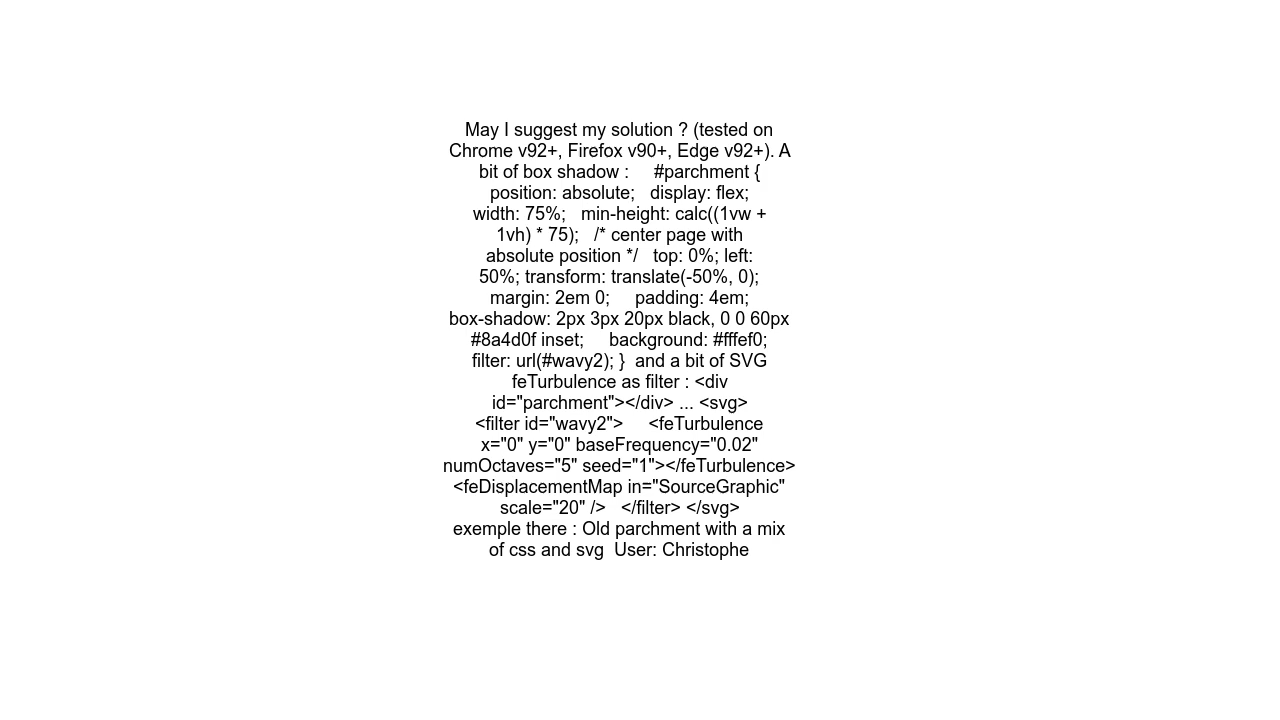 May I suggest my solution ? (tested on
Chrome v92+, Firefox v90+, Edge v92+). A
bit of box shadow :     #parchment {
position: absolute;   display: flex;
width: 75%;   min-height: calc((1vw +
1vh) * 75);   /* center page with
absolute position */   top: 0%; left:
50%; transform: translate(-50%, 0);
margin: 2em 0;     padding: 4em;
box-shadow: 2px 3px 20px black, 0 0 60px
#8a4d0f inset;     background: #fffef0;
filter: url(#wavy2); }  and a bit of SVG
feTurbulence as filter : <div
id="parchment"></div> ... <svg>
<filter id="wavy2">     <feTurbulence
x="0" y="0" baseFrequency="0.02"
numOctaves="5" seed="1"></feTurbulence>
<feDisplacementMap in="SourceGraphic"
scale="20" />   </filter> </svg>
exemple there : Old parchment with a mix
of css and svg  User: Christophe